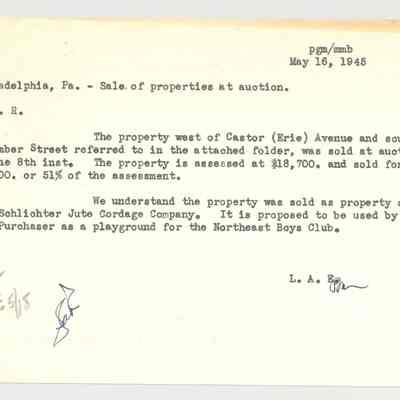 pgm/mmb
May 16, 1945
adelphia, Pa. - Sale of properties at auction.
. R.
The property west of Castor (Erie) Avenue and sou
mber Street referred to in the attached folder, was sold at auc
he 8th inst. The property is assessed at $18,700. and sold for
00. or 51% of the assessment.
We understand the property was sold as property o
Schlichter Jute Cordage Company. It is proposed to be used by
Purchaser as a playground for the Northeast Boys Club.
L. A. E
5/18